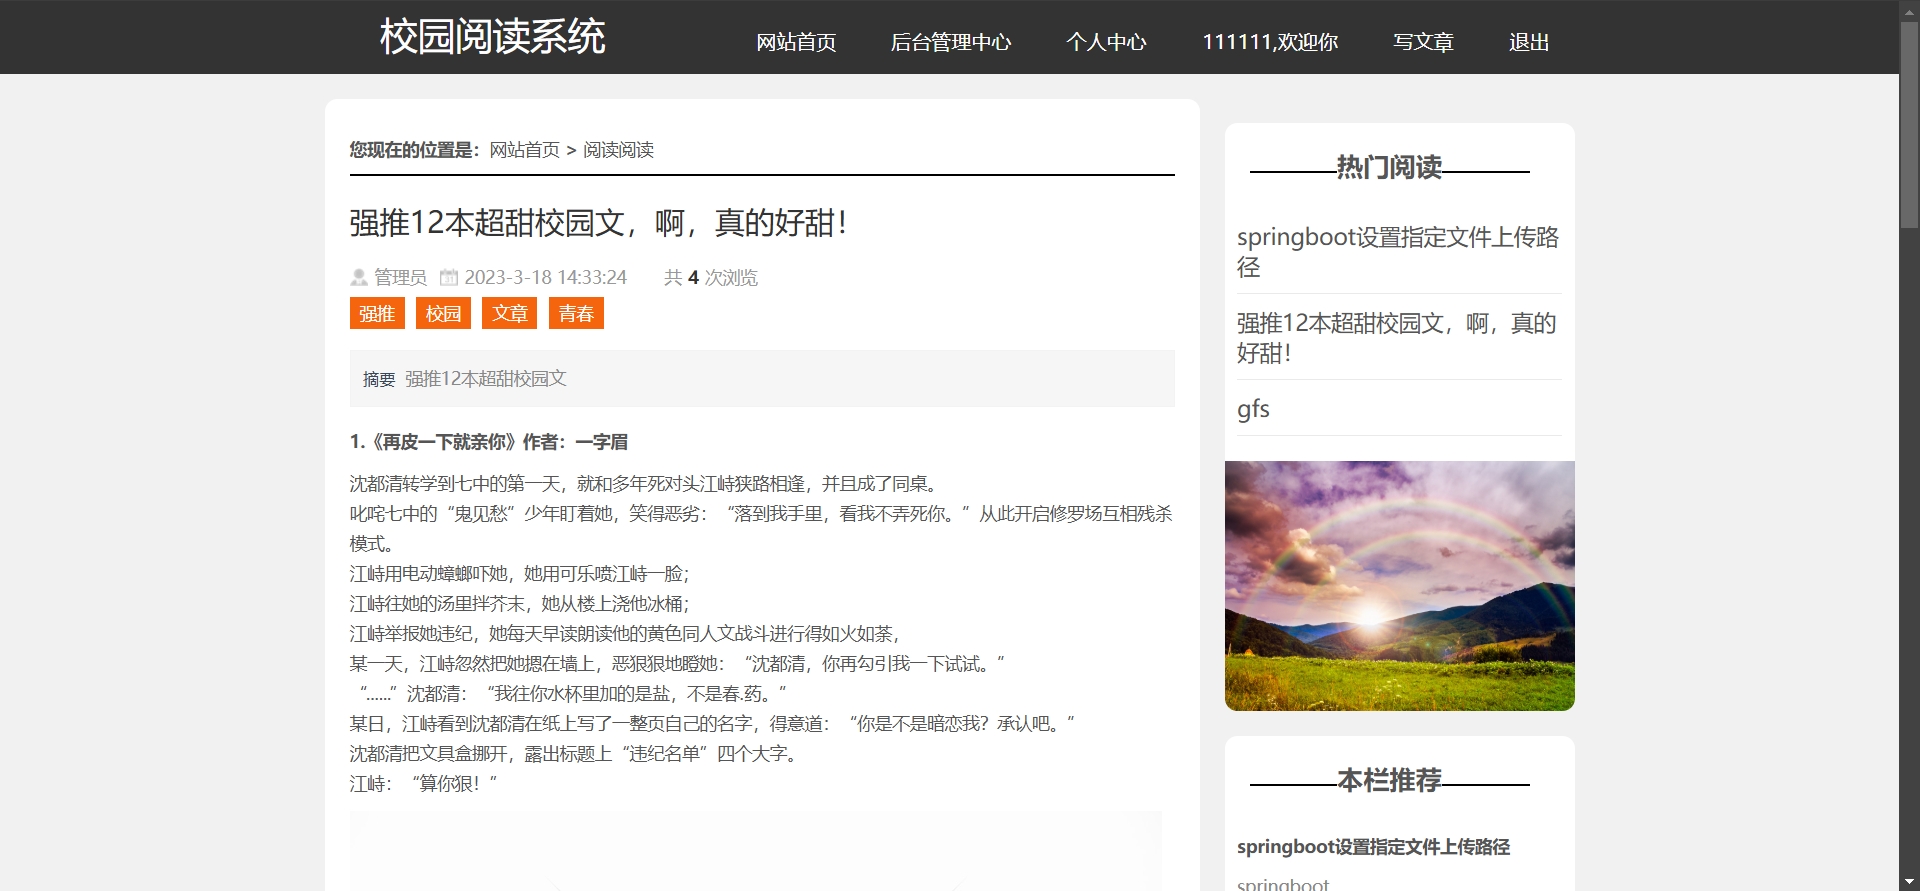 校园阅读系统
网站首页 后台管理中心 个人中心 111111,欢迎你 写文章 退出
您现在的位置是：网站首页 > 阅读阅读
强推12本超甜校园文，啊，真的好甜！
管理员 2023-3-18 14:33:24 共 4 次浏览
强推 校园 文章 青春
摘要 强推12本超甜校园文
1.《再皮一下就亲你》作者：一字眉
沈都清转学到七中的第一天，就和多年死对头江峙狭路相逢，并且成了同桌。
叱咤七中的“鬼见愁”少年盯着她，笑得恶劣：“落到我手里，看我不弄死你。”从此开启修罗场互相残杀
模式。
江峙用电动蟑螂吓她，她用可乐喷江峙一脸；
江峙往她的汤里拌芥末，她从楼上浇他冰桶；
江峙举报她违纪，她每天早读朗读他的黄色同人文战斗进行得如火如荼，
某一天，江峙忽然把她摁在墙上，恶狠狠地瞪她：“沈都清，你再勾引我一下试试。”
“......”沈都清：“我往你水杯里加的是盐，不是春.药。”
某日，江峙看到沈都清在纸上写了一整页自己的名字，得意道：“你是不是暗恋我？承认吧。”
沈都清把文具盒挪开，露出标题上“违纪名单”四个大字。
江峙：“算你狠！”
热门阅读
springboot设置指定文件上传路
径
强推12本超甜校园文，啊，真的
好甜！
gfs
本栏推荐
springboot设置指定文件上传路径
springboot